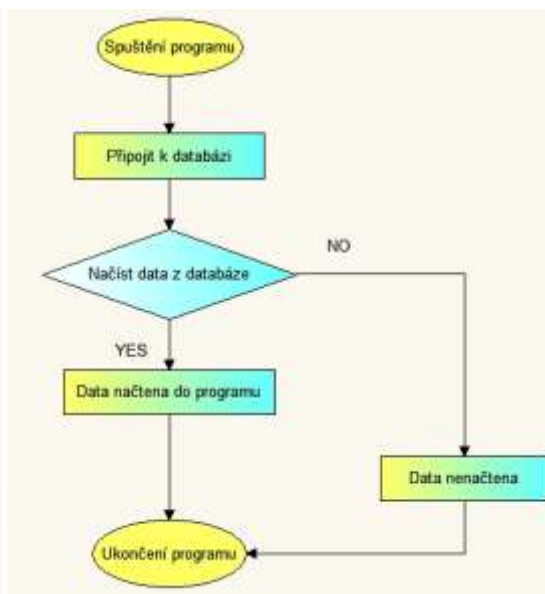 Spuštění programu
Připojit k databázi
Načíst data z databáze
NO
YES
Data načtena do programu
Data nenačtena
Ukončení programu